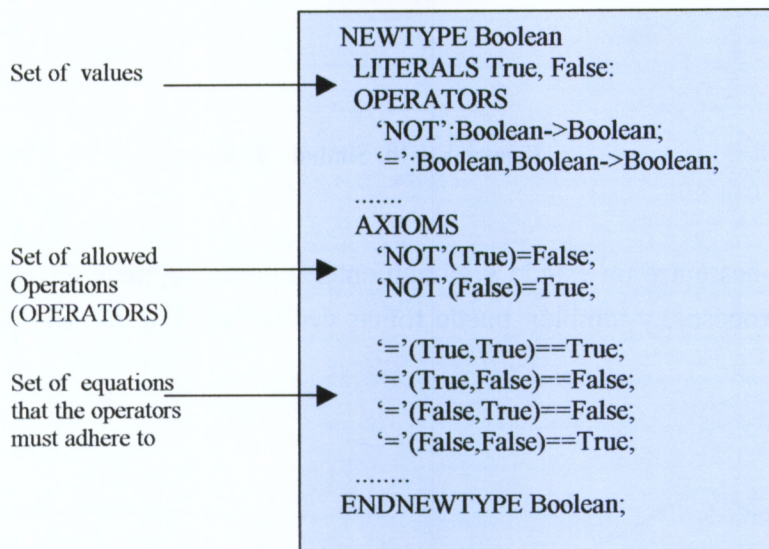 Set of values
NEWTYPE Boolean
LITERALS True, False:
OPERATORS
‘NOT’:Boolean->Boolean;
‘=’:Boolean,Boolean->Boolean;
.......
AXIOMS
Set of allowed
Operations
(OPERATORS)
‘NOT’(True)=False;
‘NOT’(False)=True;
Set of equations
that the operators
must adhere to
‘=’(True,True)==True;
‘=’(True,False)==False;
‘=’(False,True)==False;
‘=’(False,False)==True;
........
ENDNEWTYPE Boolean;